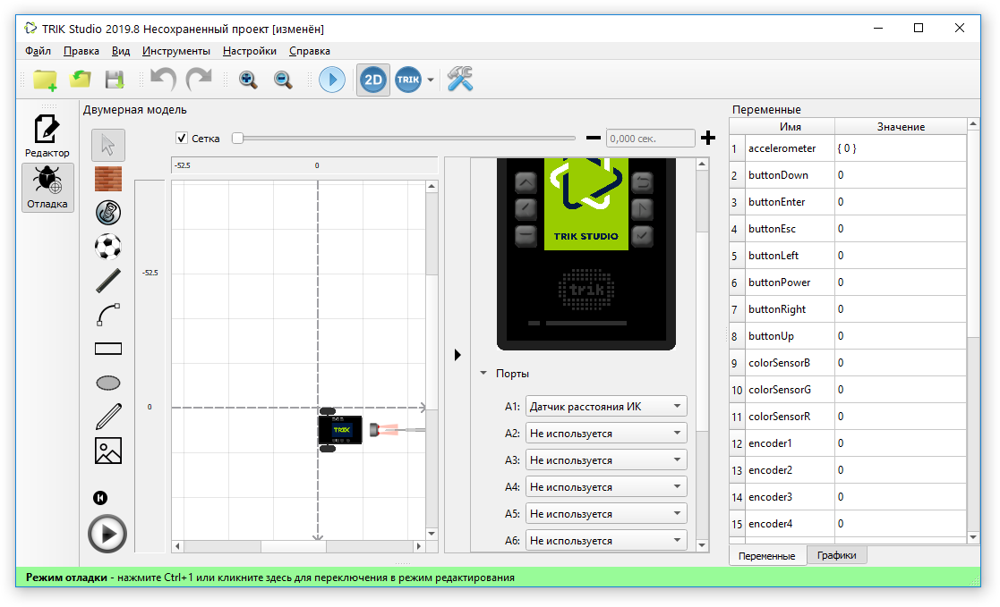 TRIK Studio 2019.8 Несохраненный проект [изменён]
Файл Правка Вид Инструменты Настройки Справка
2D TRIK
Редактор
Отладка
Двумерная модель
Сетка 0,000 сек.
-52.5 0
-52.5
0
TRIK
TRIK STUDIO
trik
Порты
A1: Датчик расстояния ИК
A2: Не используется
A3: Не используется
A4: Не используется
A5: Не используется
A6: Не используется
Переменные
Имя Значение
1 accelerometer { 0 }
2 buttonDown 0
3 buttonEnter 0
4 buttonEsc 0
5 buttonLeft 0
6 buttonPower 0
7 buttonRight 0
8 buttonUp 0
9 colorSensorB 0
10 colorSensorG 0
11 colorSensorR 0
12 encoder1 0
13 encoder2 0
14 encoder3 0
15 encoder4 0
Переменные Графики
Режим отладки - нажмите Ctrl+1 или кликните здесь для переключения в режим редактирования